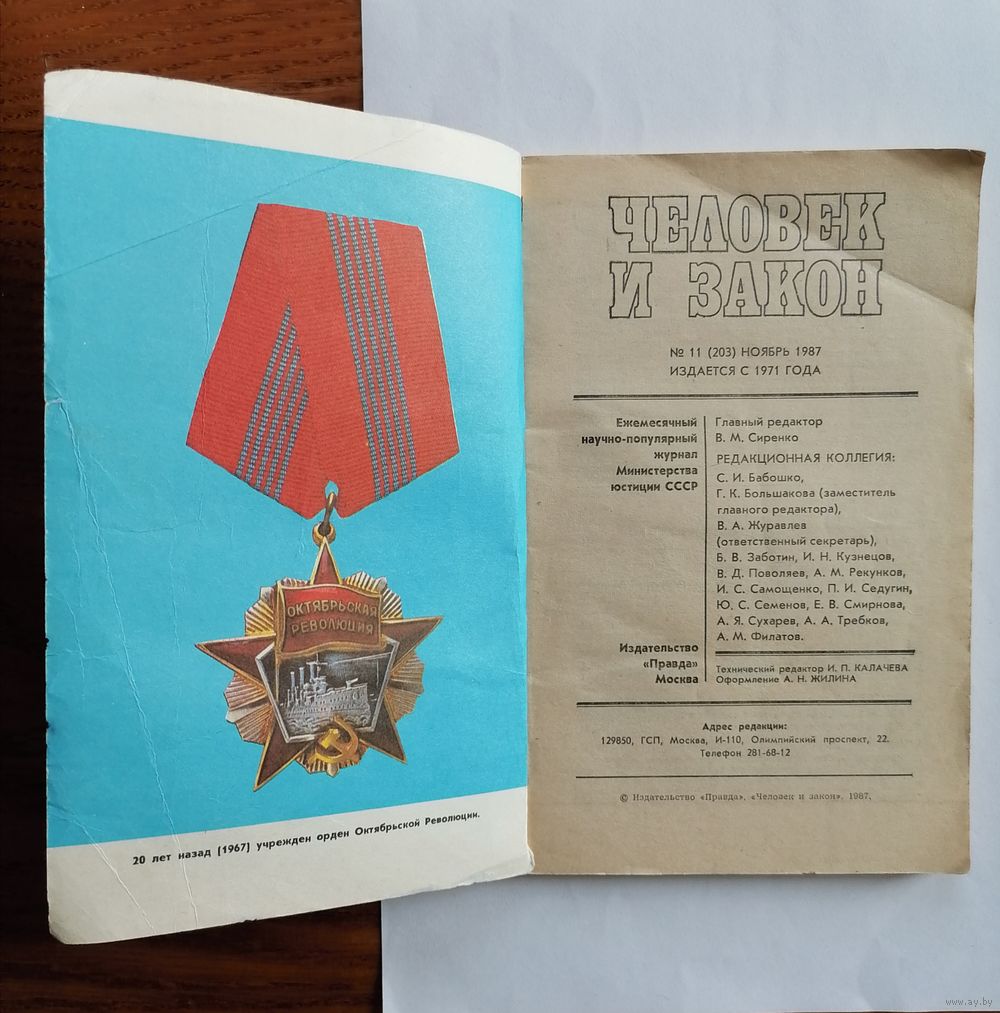 ОКТЯБРЬСКАЯ
РЕВОЛЮЦИЯ
20 лет назад (1967) учрежден орден Октябрьской Революции.
ЧЕЛОВЕК
И ЗАКОН
№ 11 (203) НОЯБРЬ 1987
ИЗДАЕТСЯ С 1971 ГОДА
Ежемесячный
научно-популярный
журнал
Министерства
юстиции СССР
Издательство
«Правда»
Москва
Главный редактор
В. М. Сиренко
РЕДАКЦИОННАЯ КОЛЛЕГИЯ:
С. И. Бабошко,
Г. К. Большакова (заместитель
главного редактора),
В. А. Журавлев
(ответственный секретарь),
Б. В. Заботин, И. Н. Кузнецов,
В. Д. Поволяев, А. М. Рекунков,
И. С. Самощенко, П. И. Седугин,
Ю. С. Семенов, Е. В. Смирнова,
А. Я. Сухарев, А. А. Требков,
А. М. Филатов.
Технический редактор И. П. КАЛАЧЕВА
Оформление А. Н. ЖИЛИНА
Адрес редакции:
129850, ГСП, Москва, И-110, Олимпийский проспект, 22.
Телефон 281-68-12
© Издательство «Правда», «Человек и закон», 1987.
www.ay.by